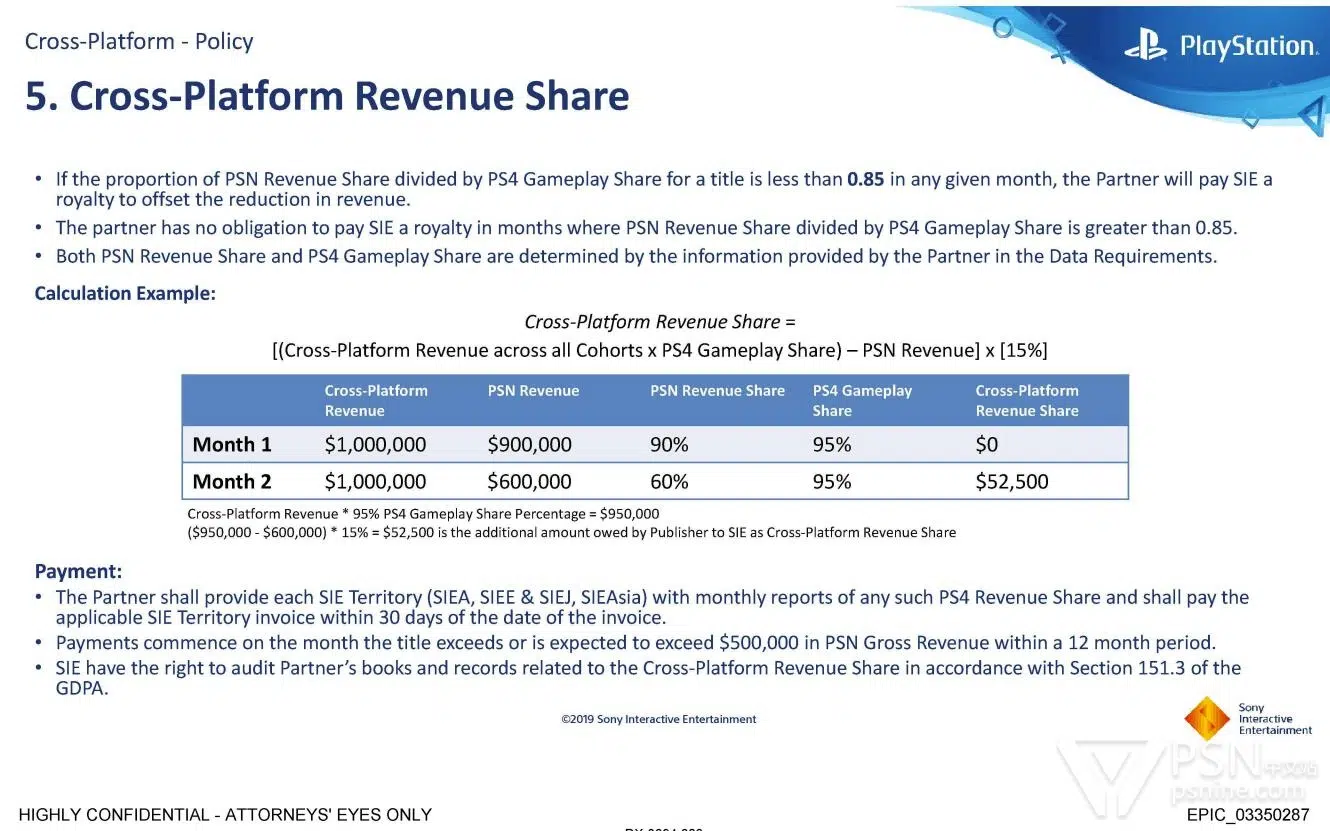 Cross-Platform - Policy
PlayStation.
5. Cross-Platform Revenue Share
• If the proportion of PSN Revenue Share divided by PS4 Gameplay Share for a title is less than 0.85 in any given month, the Partner will pay SIE a
royalty to offset the reduction in revenue.
• The partner has no obligation to pay SIE a royalty in months where PSN Revenue Share divided by PS4 Gameplay Share is greater than 0.85.
• Both PSN Revenue Share and PS4 Gameplay Share are determined by the information provided by the Partner in the Data Requirements.
Calculation Example:
Cross-Platform Revenue Share =
[(Cross-Platform Revenue across all Cohorts x PS4 Gameplay Share) – PSN Revenue] x [15%]
Cross-Platform PSN Revenue PSN Revenue Share PS4 Gameplay Cross-Platform
Revenue Share Revenue Share
Month 1 $1,000,000 $900,000 90% 95% $0
Month 2 $1,000,000 $600,000 60% 95% $52,500
Cross-Platform Revenue * 95% PS4 Gameplay Share Percentage = $950,000
($950,000 - $600,000) * 15% = $52,500 is the additional amount owed by Publisher to SIE as Cross-Platform Revenue Share
Payment:
• The Partner shall provide each SIE Territory (SIEA, SIEE & SIEJ, SIEAsia) with monthly reports of any such PS4 Revenue Share and shall pay the
applicable SIE Territory invoice within 30 days of the date of the invoice.
• Payments commence on the month the title exceeds or is expected to exceed $500,000 in PSN Gross Revenue within a 12 month period.
• SIE have the right to audit Partner's books and records related to the Cross-Platform Revenue Share in accordance with Section 151.3 of the
GDPA.
©2019 Sony Interactive Entertainment
Sony
Interactive
Entertainment
PSN中文站
psnine.com
HIGHLY CONFIDENTIAL - ATTORNEYS' EYES ONLY
EPIC_03350287